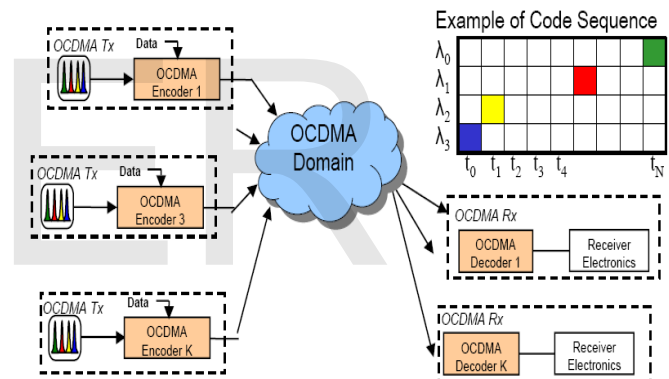 OCDMA Tx
Data
OCDMA
Encoder 1
OCDMA Tx
Data
OCDMA
Encoder 3
OCDMA Tx
Data
OCDMA
Encoder K
OCDMA
Domain
Example of Code Sequence
λ0
λ1
λ2
λ3
t0 t1 t2 t3 t4 tN
OCDMA Rx
OCDMA
Decoder 1
Receiver
Electronics
OCDMA Rx
OCDMA
Decoder K
Receiver
Electronics
ER